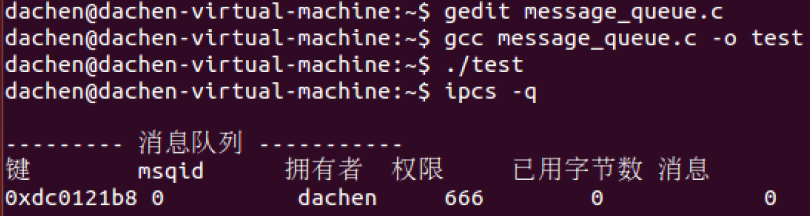 dachen@dachen-virtual-machine:~$ gedit message_queue.c
dachen@dachen-virtual-machine:~$ gcc message_queue.c -o test
dachen@dachen-virtual-machine:~$ ./test
dachen@dachen-virtual-machine:~$ ipcs -q
--------- 消息队列 -----------
键 msqid 拥有者 权限 已用字节数 消息
0xdc0121b8 0 dachen 666 0 0